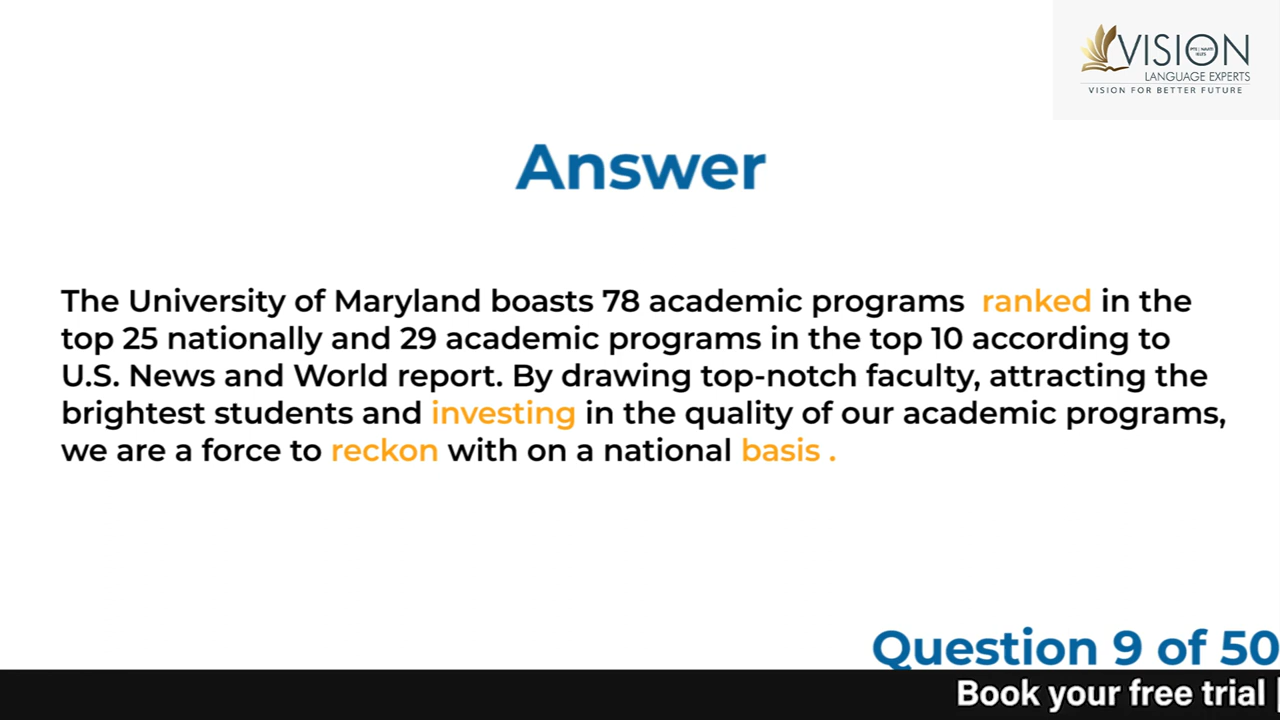 VISION
LANGUAGE EXPERTS
VISION FOR BETTER FUTURE
Answer
The University of Maryland boasts 78 academic programs ranked in the
top 25 nationally and 29 academic programs in the top 10 according to
U.S. News and World report. By drawing top-notch faculty, attracting the
brightest students and investing in the quality of our academic programs,
we are a force to reckon with on a national basis .
Question 9 of 50
Book your free trial |